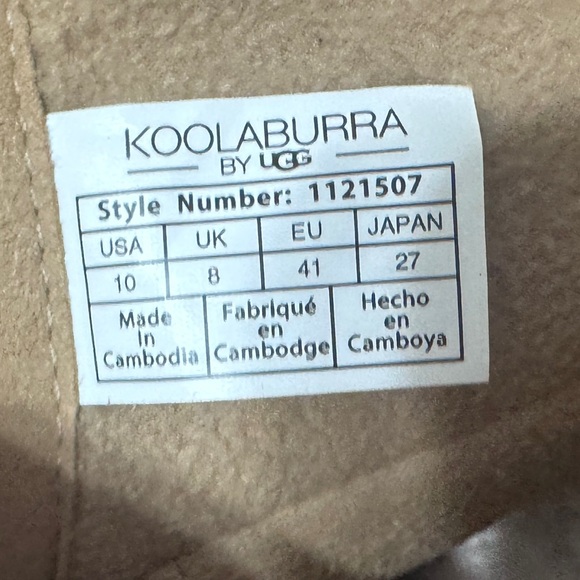 KOOLABURRA
BY UGG
Style Number: 1121507
USA UK EU JAPAN
10 8 41 27
Made in Cambodia
Fabriqué en Cambodge
Hecho en Camboya